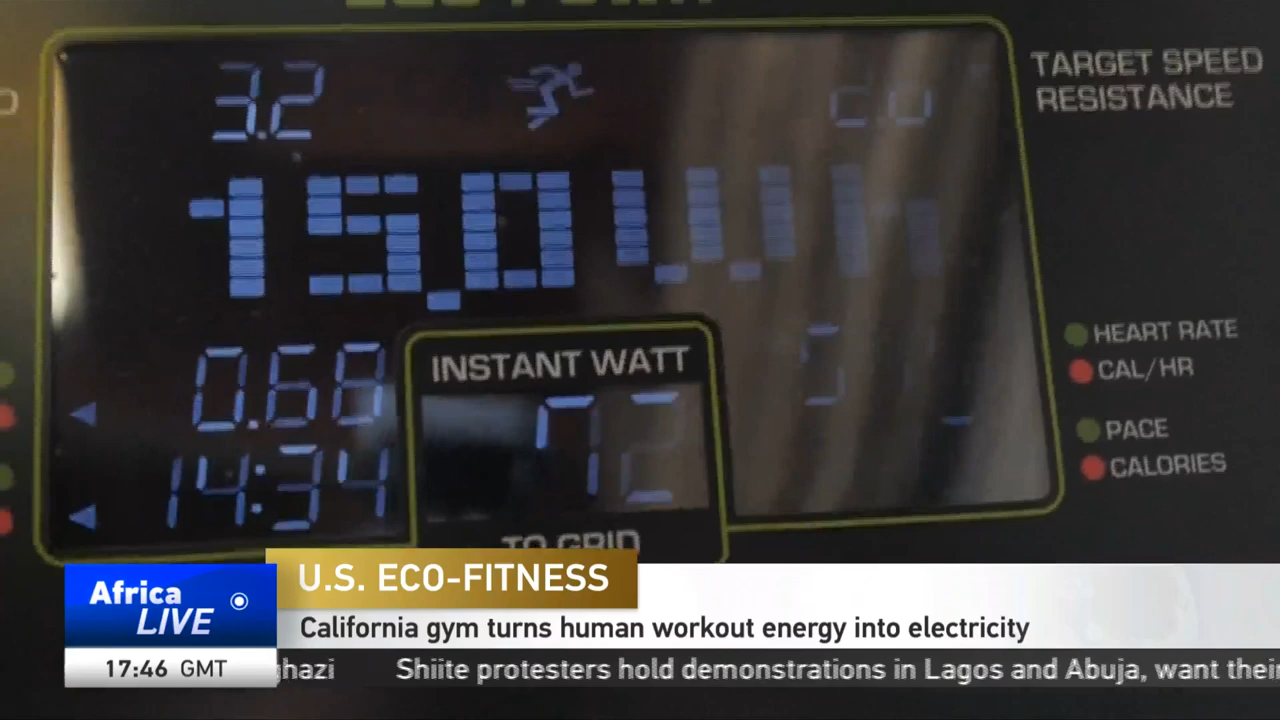 3.2
TARGET SPEED
RESISTANCE
15.0
0.68
14:34
INSTANT WATT
TO GRID
HEART RATE
CAL/HR
PACE
CALORIES
U.S. ECO-FITNESS
Africa
LIVE
California gym turns human workout energy into electricity
17:46 GMT
ghazi Shiite protesters hold demonstrations in Lagos and Abuja, want their